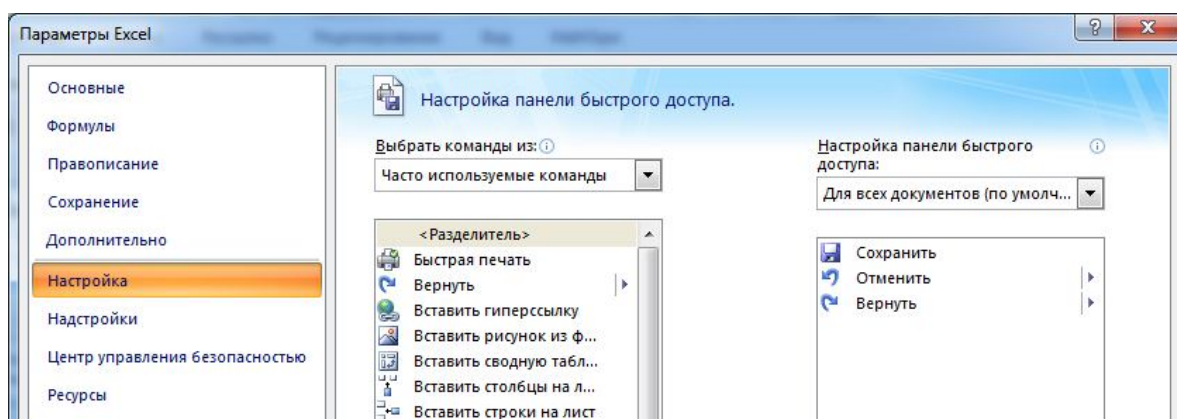 Параметры Excel
Основные
Формулы
Правописание
Сохранение
Дополнительно
Настройка
Надстройки
Центр управления безопасностью
Ресурсы
Настройка панели быстрого доступа.
Выбрать команды из:
Часто используемые команды
<Разделитель>
Быстрая печать
Вернуть
Вставить гиперссылку
Вставить рисунок из ф...
Вставить сводную табл...
Вставить столбцы на л...
Вставить строки на лист
Настройка панели быстрого
доступа:
Для всех документов (по умолч...
Сохранить
Отменить
Вернуть